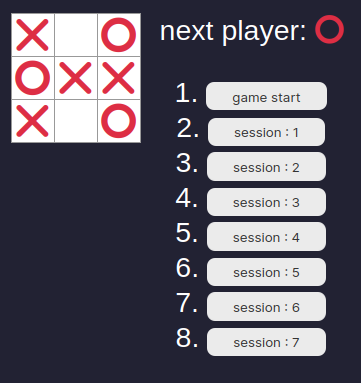 next player:
1. game start
2. session : 1
3. session : 2
4. session : 3
5. session : 4
6. session : 5
7. session : 6
8. session : 7